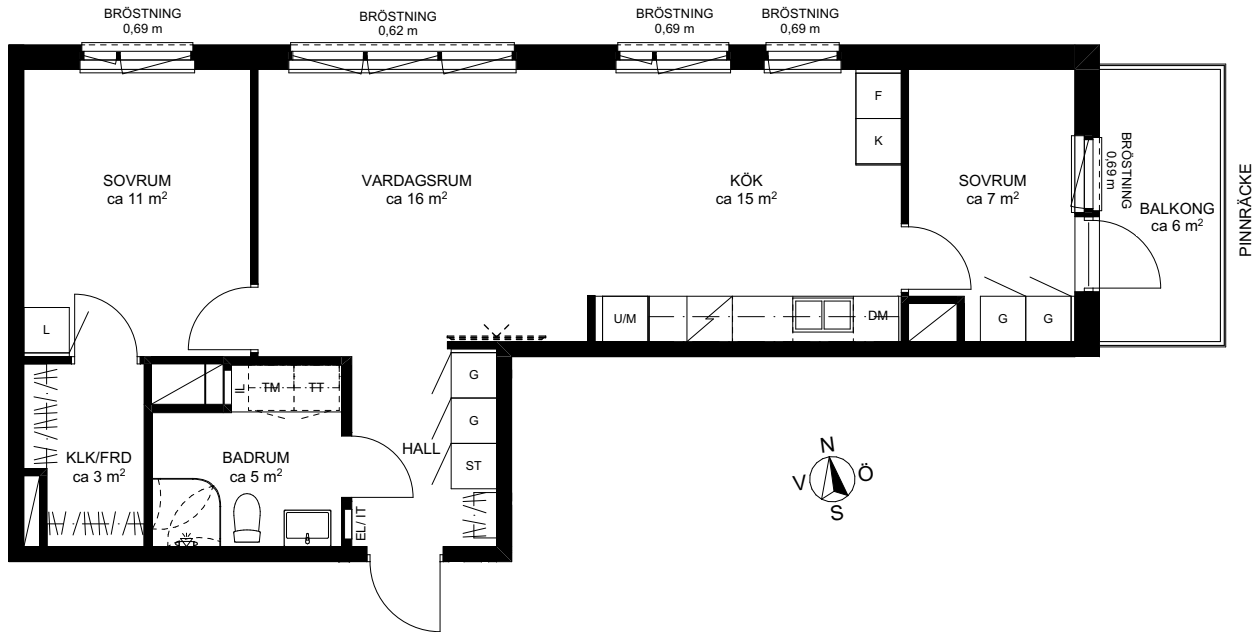 BRÖSTNING
0,69 m
BRÖSTNING
0,62 m
BRÖSTNING
0,69 m
BRÖSTNING
0,69 m
F
K
SOVRUM
ca 11 m²
VARDAGSRUM
ca 16 m²
KÖK
ca 15 m²
SOVRUM
ca 7 m²
BRÖSTNING
0,69 m
BALKONG
ca 6 m²
PINNRÄCKE
L
U/M
DM
G
G
IL
TM
TT
G
G
ST
HALL
KLK/FRD
ca 3 m²
BADRUM
ca 5 m²
EL/IT
N
V
Ö
S